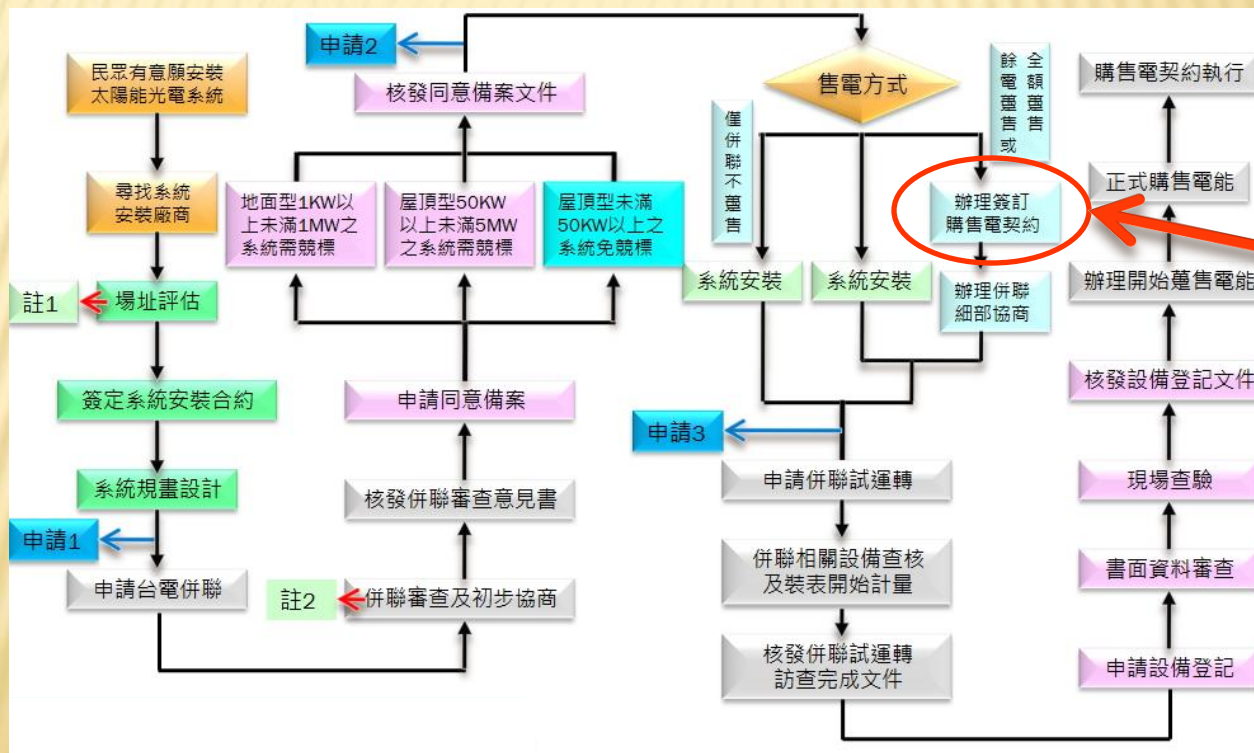 民眾有意願安裝
太陽能光電系統
尋找系統
安裝廠商
註1
場址評估
簽定系統安裝合約
系統規畫設計
申請1
申請台電併聯
註2
併聯審查及初步協商
核發併聯審查意見書
申請同意備案
地面型1KW以
上未滿1MW之
系統需競標
屋頂型50KW
以上未滿5MW
之系統需競標
屋頂型未滿
50KW以上之
系統免競標
核發同意備案文件
申請2
售電方式
僅併聯不躉售
全額躉售
餘電躉售或
系統安裝
系統安裝
辦理簽訂
購售電契約
辦理併聯
細部協商
申請3
申請併聯試運轉
併聯相關設備查核
及裝表開始計量
核發併聯試運轉
訪查完成文件
申請設備登記
書面資料審查
現場查驗
核發設備登記文件
辦理開始躉售電能
正式購售電能
購售電契約執行